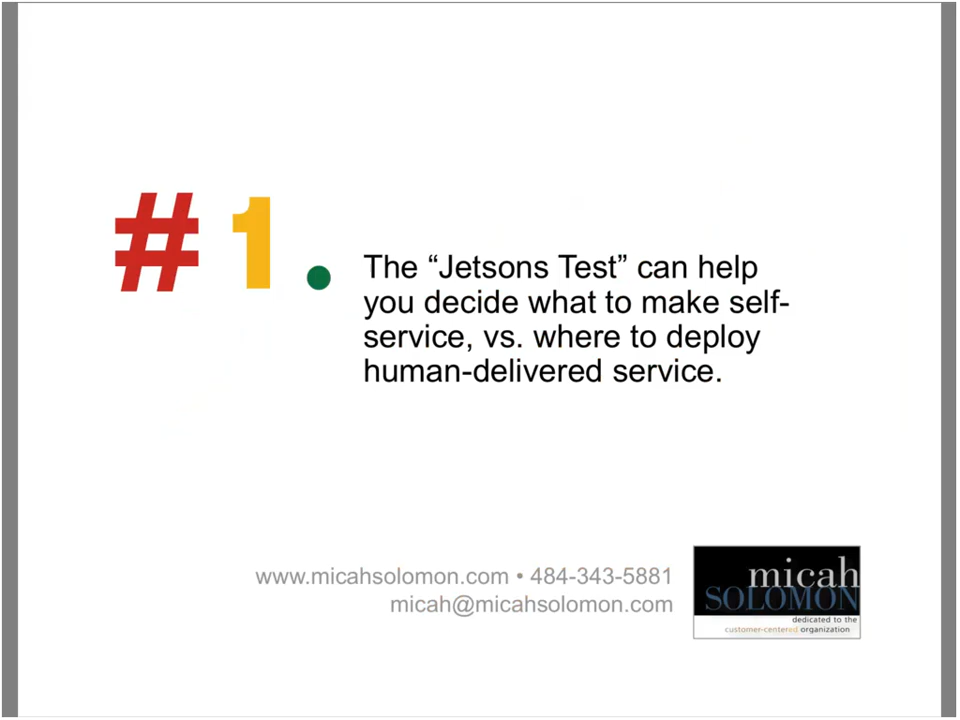 #1.
The “Jetsons Test” can help
you decide what to make self-
service, vs. where to deploy
human-delivered service.
www.micahsolomon.com • 484-343-5881
micah@micahsolomon.com
micah
SOLOMON
dedicated to the
customer-centered organization